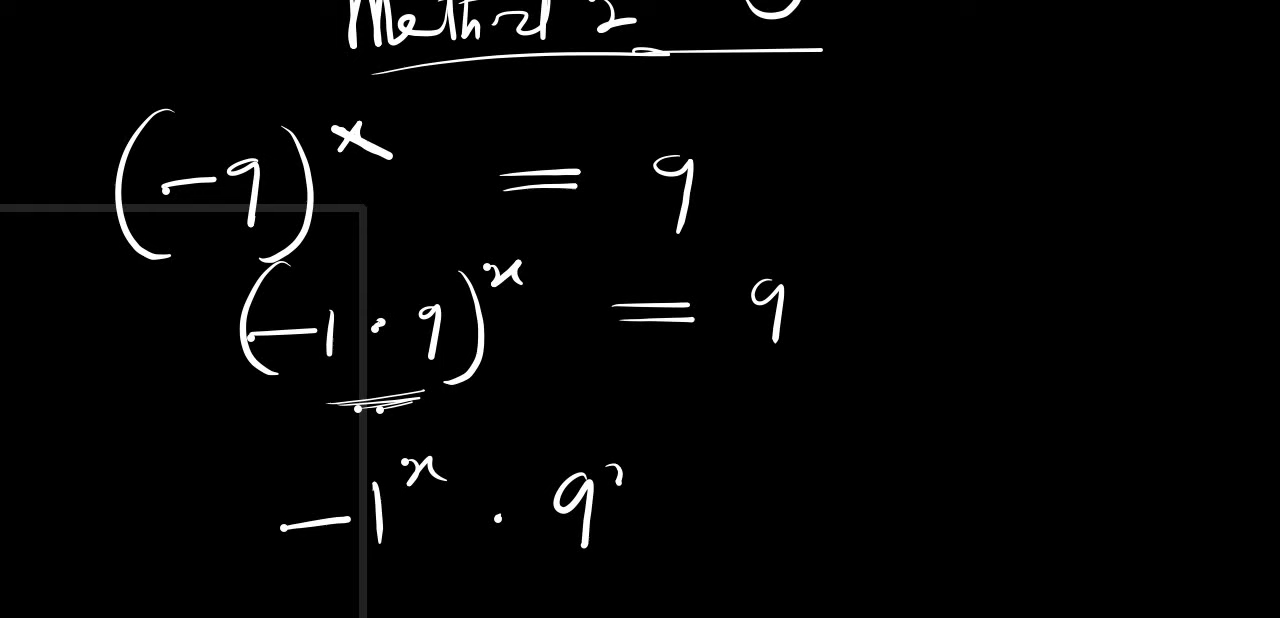 Method 2
(-9)^x = 9
(-1 · 9)^x = 9
-1^x · 9